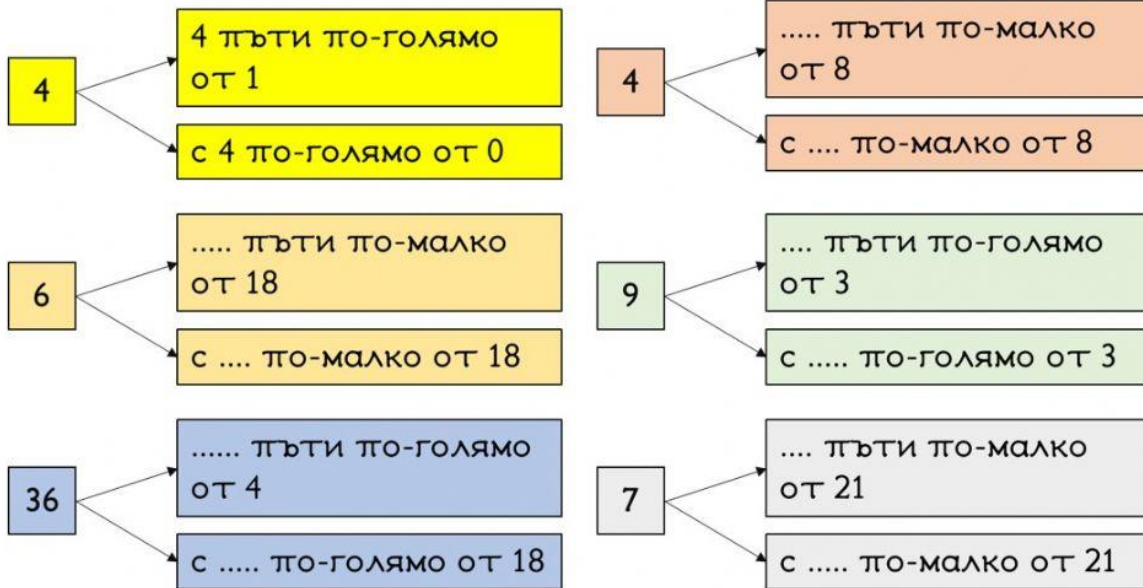 4
4 пъти по-голямо
от 1
с 4 по-голямо от 0
4
..... пъти по-малко
от 8
с .... по-малко от 8
6
..... пъти по-малко
от 18
с .... по-малко от 18
9
.... пъти по-голямо
от 3
с ..... по-голямо от 3
36
...... пъти по-голямо
от 4
с ..... по-голямо от 18
7
.... пъти по-малко
от 21
с ..... по-малко от 21